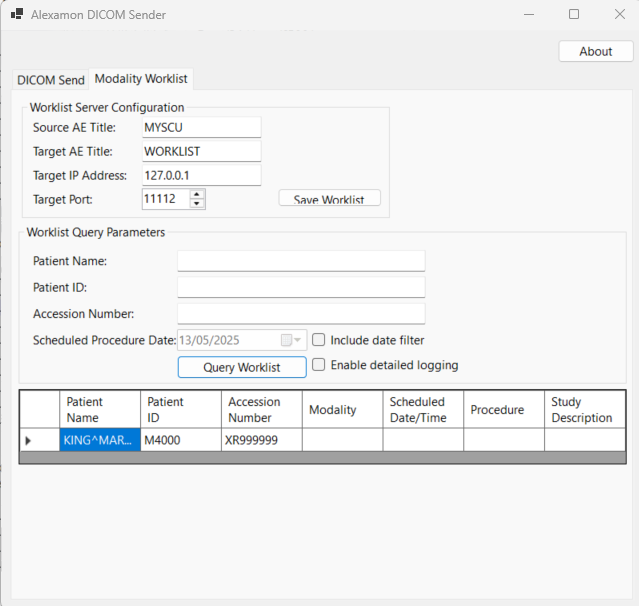 Alexamon DICOM Sender
About
DICOM Send
Modality Worklist
Worklist Server Configuration
Source AE Title: MYSCU
Target AE Title: WORKLIST
Target IP Address: 127.0.0.1
Target Port: 11112
Save Worklist
Worklist Query Parameters
Patient Name:
Patient ID:
Accession Number:
Scheduled Procedure Date: 13/05/2025 Include date filter
Query Worklist Enable detailed logging
Patient Name Patient ID Accession Number Modality Scheduled Date/Time Procedure Study Description
KING^MAR... M4000 XR999999